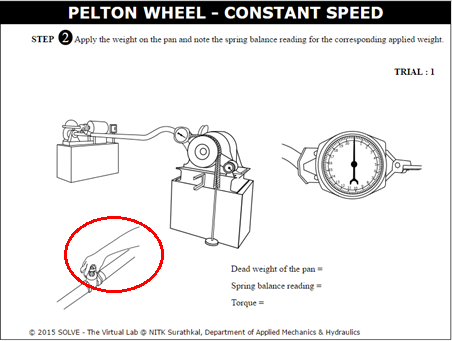 PELTON WHEEL – CONSTANT SPEED
STEP 2 Apply the weight on the pan and note the spring balance reading for the corresponding applied weight.
TRIAL : 1
Dead weight of the pan =
Spring balance reading =
Torque =
© 2015 SOLVE - The Virtual Lab @ NITK Surathkal, Department of Applied Mechanics & Hydraulics